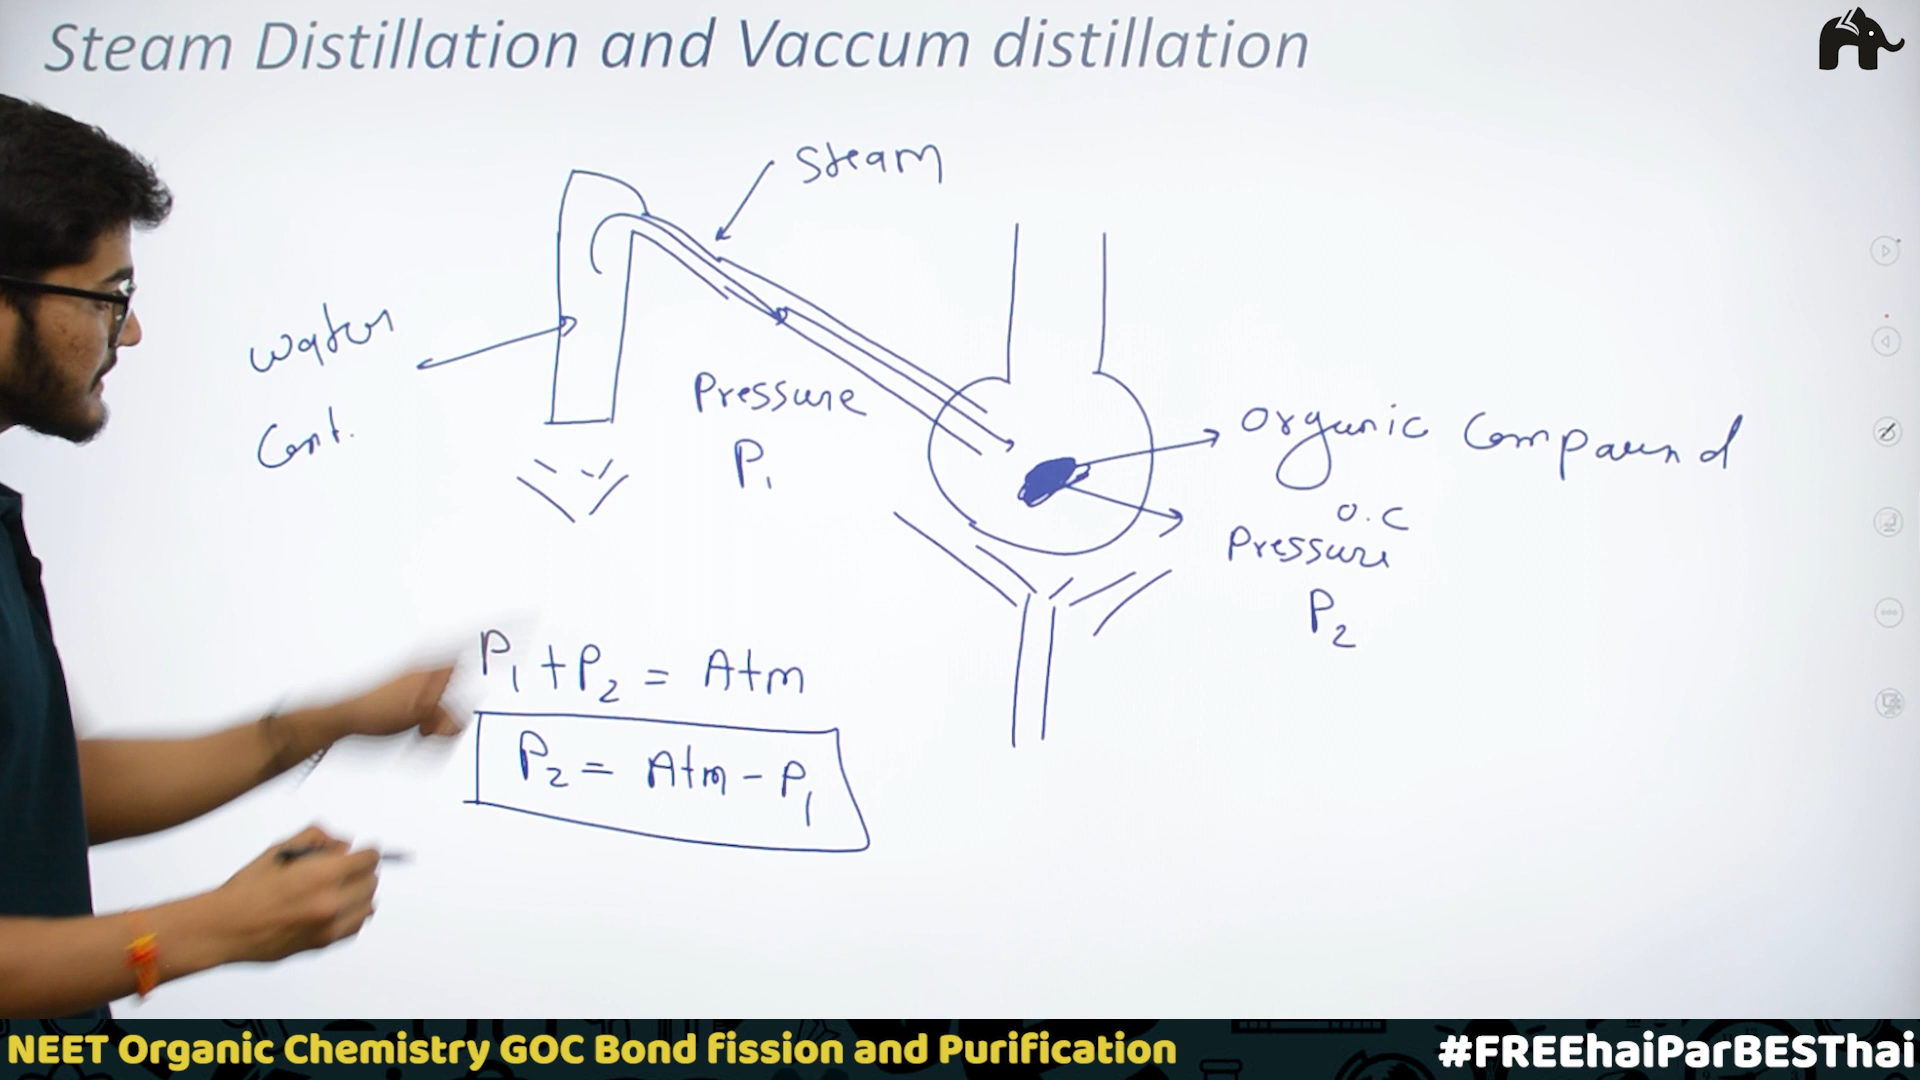 Steam Distillation and Vaccum distillation
Steam
Water
Cont.
Pressure
P1
Organic Compound
O.C
Pressure
P2
P1 + P2 = Atm
P2 = Atm - P1
NEET Organic Chemistry GOC Bond fission and Purification
#FREEhaiParBESThai